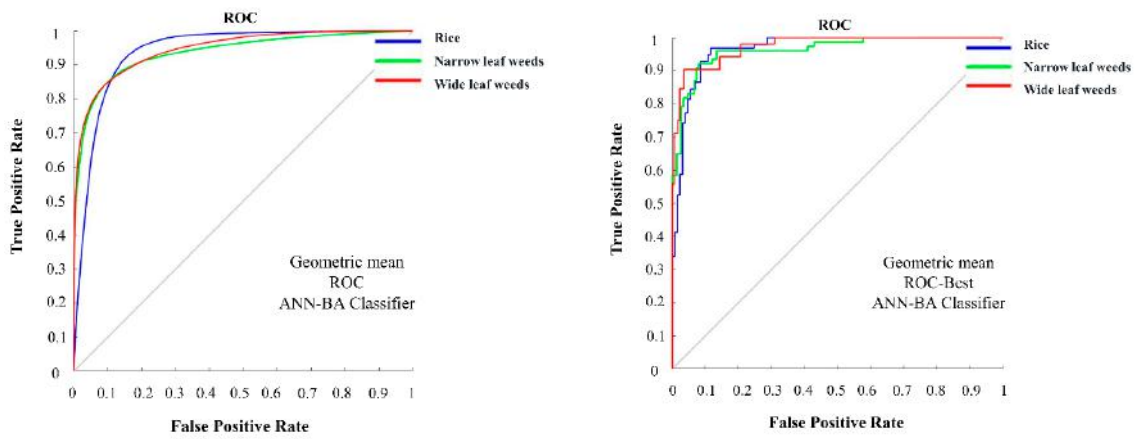 ROC
1
0.9
0.8
0.7
0.6
0.5
0.4
0.3
0.2
0.1
0
True Positive Rate
Rice
Narrow leaf weeds
Wide leaf weeds
Geometric mean
ROC
ANN-BA Classifier
0 0.1 0.2 0.3 0.4 0.5 0.6 0.7 0.8 0.9 1
False Positive Rate
ROC
1
0.9
0.8
0.7
0.6
0.5
0.4
0.3
0.2
0.1
0
True Positive Rate
Rice
Narrow leaf weeds
Wide leaf weeds
Geometric mean
ROC-Best
ANN-BA Classifier
0 0.1 0.2 0.3 0.4 0.5 0.6 0.7 0.8 0.9 1
False Positive Rate